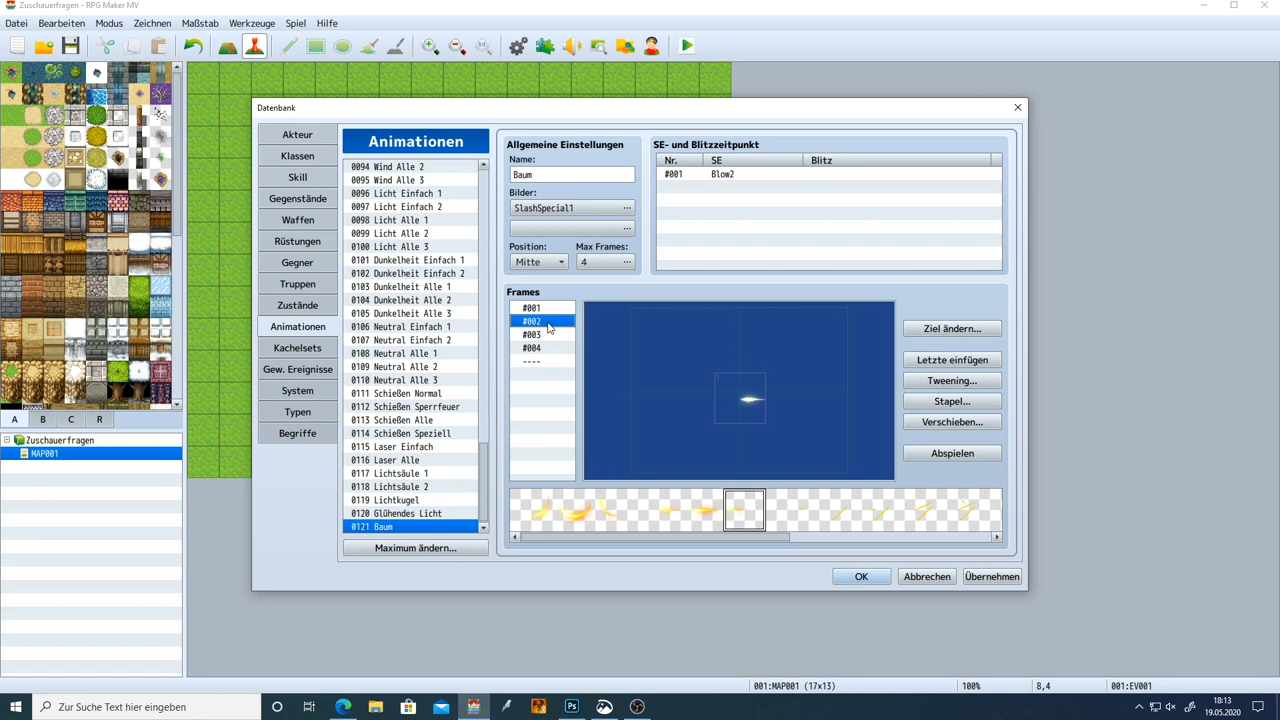 Zuschauerfragen - RPG Maker MV
Datei Bearbeiten Modus Zeichnen Maßstab Werkzeuge Spiel Hilfe
Datenbank
Akteur
Klassen
Skill
Gegenstände
Waffen
Rüstungen
Gegner
Truppen
Zustände
Animationen
Kachelsets
Gew. Ereignisse
System
Typen
Begriffe
Animationen
0094 Wind Alle 2
0095 Wind Alle 3
0096 Licht Einfach 1
0097 Licht Einfach 2
0098 Licht Alle 1
0099 Licht Alle 2
0100 Licht Alle 3
0101 Dunkelheit Einfach 1
0102 Dunkelheit Einfach 2
0103 Dunkelheit Alle 1
0104 Dunkelheit Alle 2
0105 Dunkelheit Alle 3
0106 Neutral Einfach 1
0107 Neutral Einfach 2
0108 Neutral Alle 1
0109 Neutral Alle 2
0110 Neutral Alle 3
0111 Schießen Normal
0112 Schießen Sperrfeuer
0113 Schießen Alle
0114 Schießen Speziell
0115 Laser Einfach
0116 Laser Alle
0117 Lichtsäule 1
0118 Lichtsäule 2
0119 Lichtkugel
0120 Glühendes Licht
0121 Baum
Maximum ändern...
Allgemeine Einstellungen
Name:
Baum
Bilder:
SlashSpecial1 ...
...
Position: Max Frames:
Mitte 4 ...
SE- und Blitzzeitpunkt
Nr. SE Blitz
#001 Blow2
Frames
#001
#002
#003
#004
----
1
Ziel ändern...
Letzte einfügen
Tweening...
Stapel...
Verschieben...
Abspielen
OK Abbrechen Übernehmen
A B C R
Zuschauerfragen
MAP001
001:MAP001 (17×13) 100% 8,4 001:EV001
Zur Suche Text hier eingeben
Ps
18:13
19.05.2020